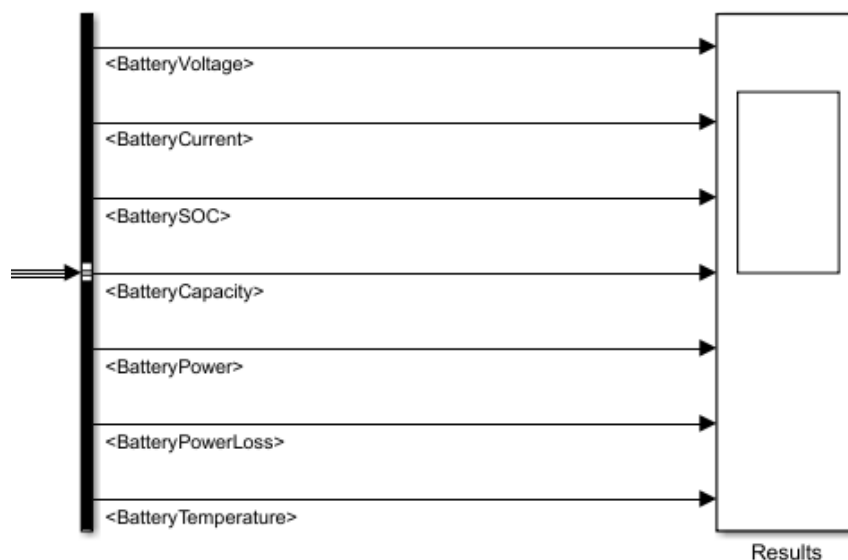 <BatteryVoltage>
<BatteryCurrent>
<BatterySOC>
<BatteryCapacity>
<BatteryPower>
<BatteryPowerLoss>
<BatteryTemperature>
Results